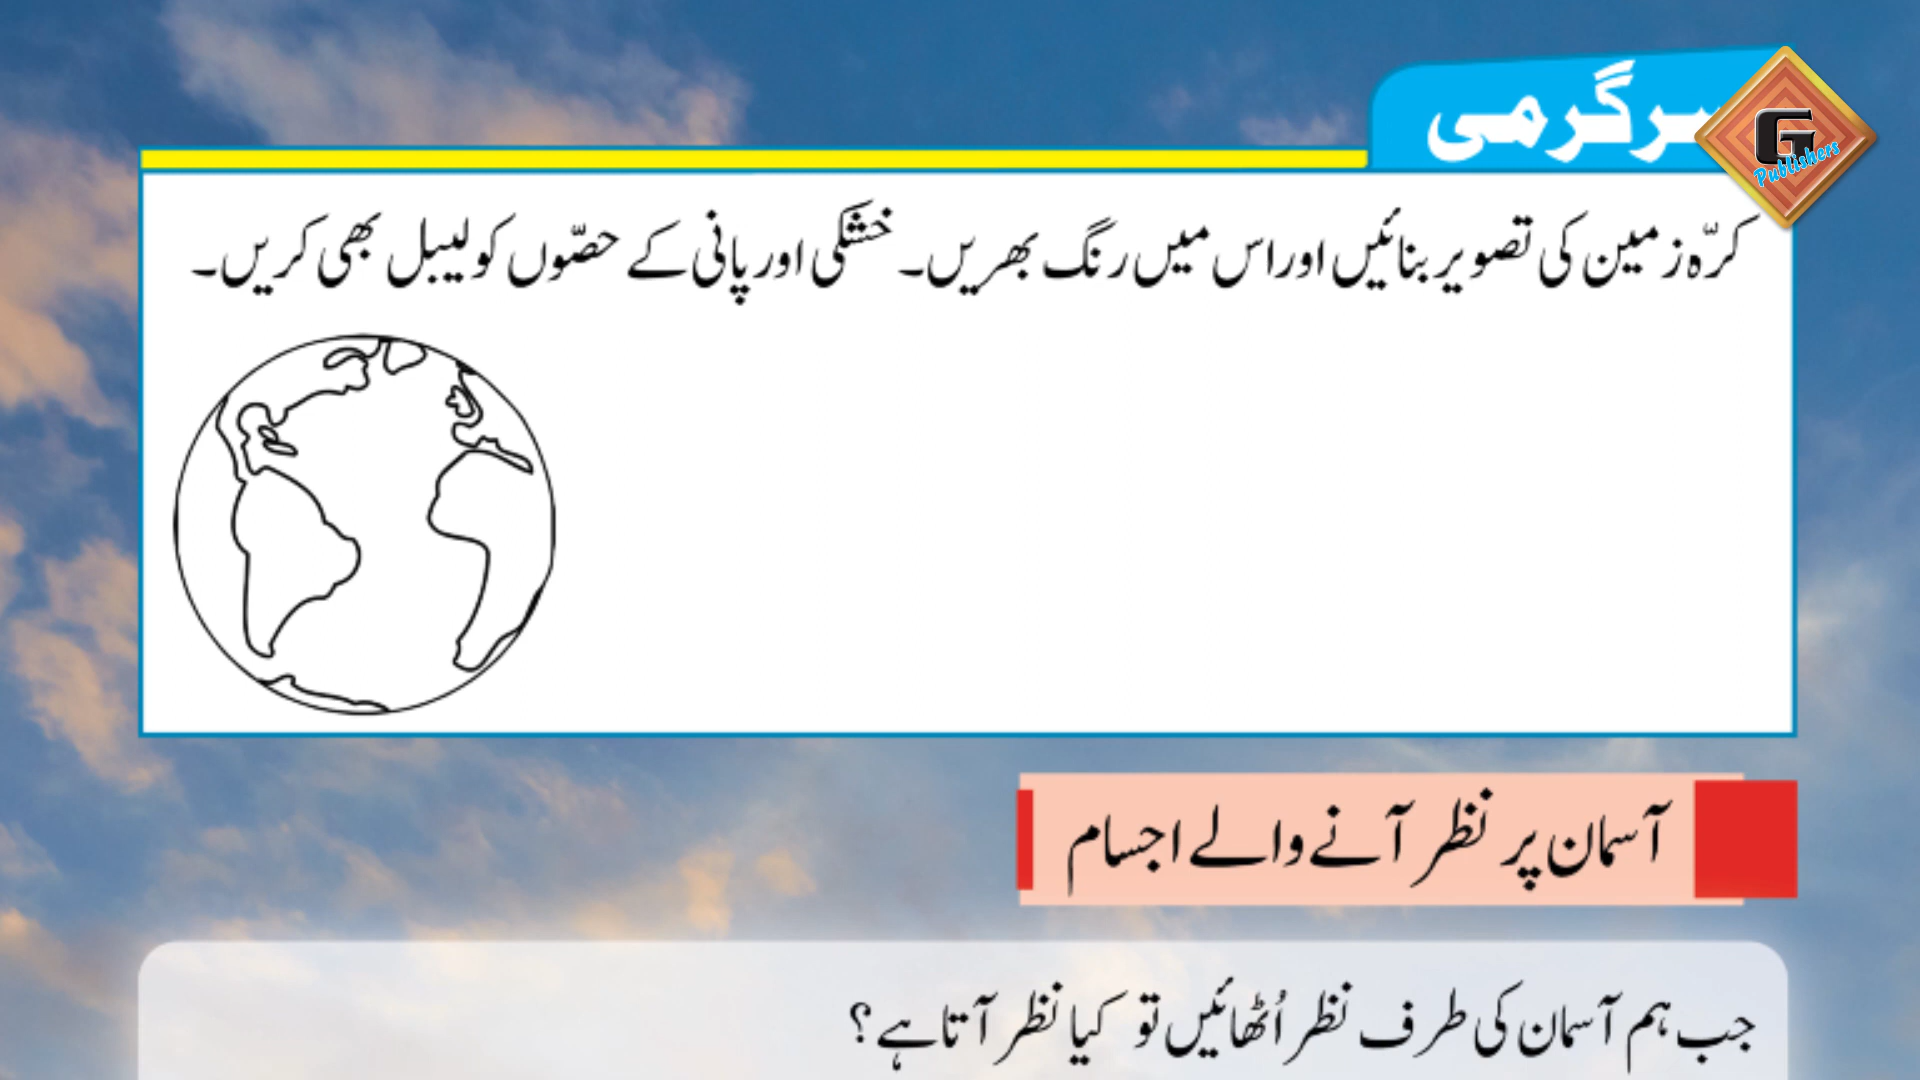 سرگرمی
G
Publishers
کرّہ زمین کی تصویر بنائیں اور اس میں رنگ بھریں۔ خشکی اور پانی کے حصّوں کو لیبل بھی کریں۔
آسمان پر نظر آنے والے اجسام
جب ہم آسمان کی طرف نظر اُٹھائیں تو کیا نظر آتا ہے؟